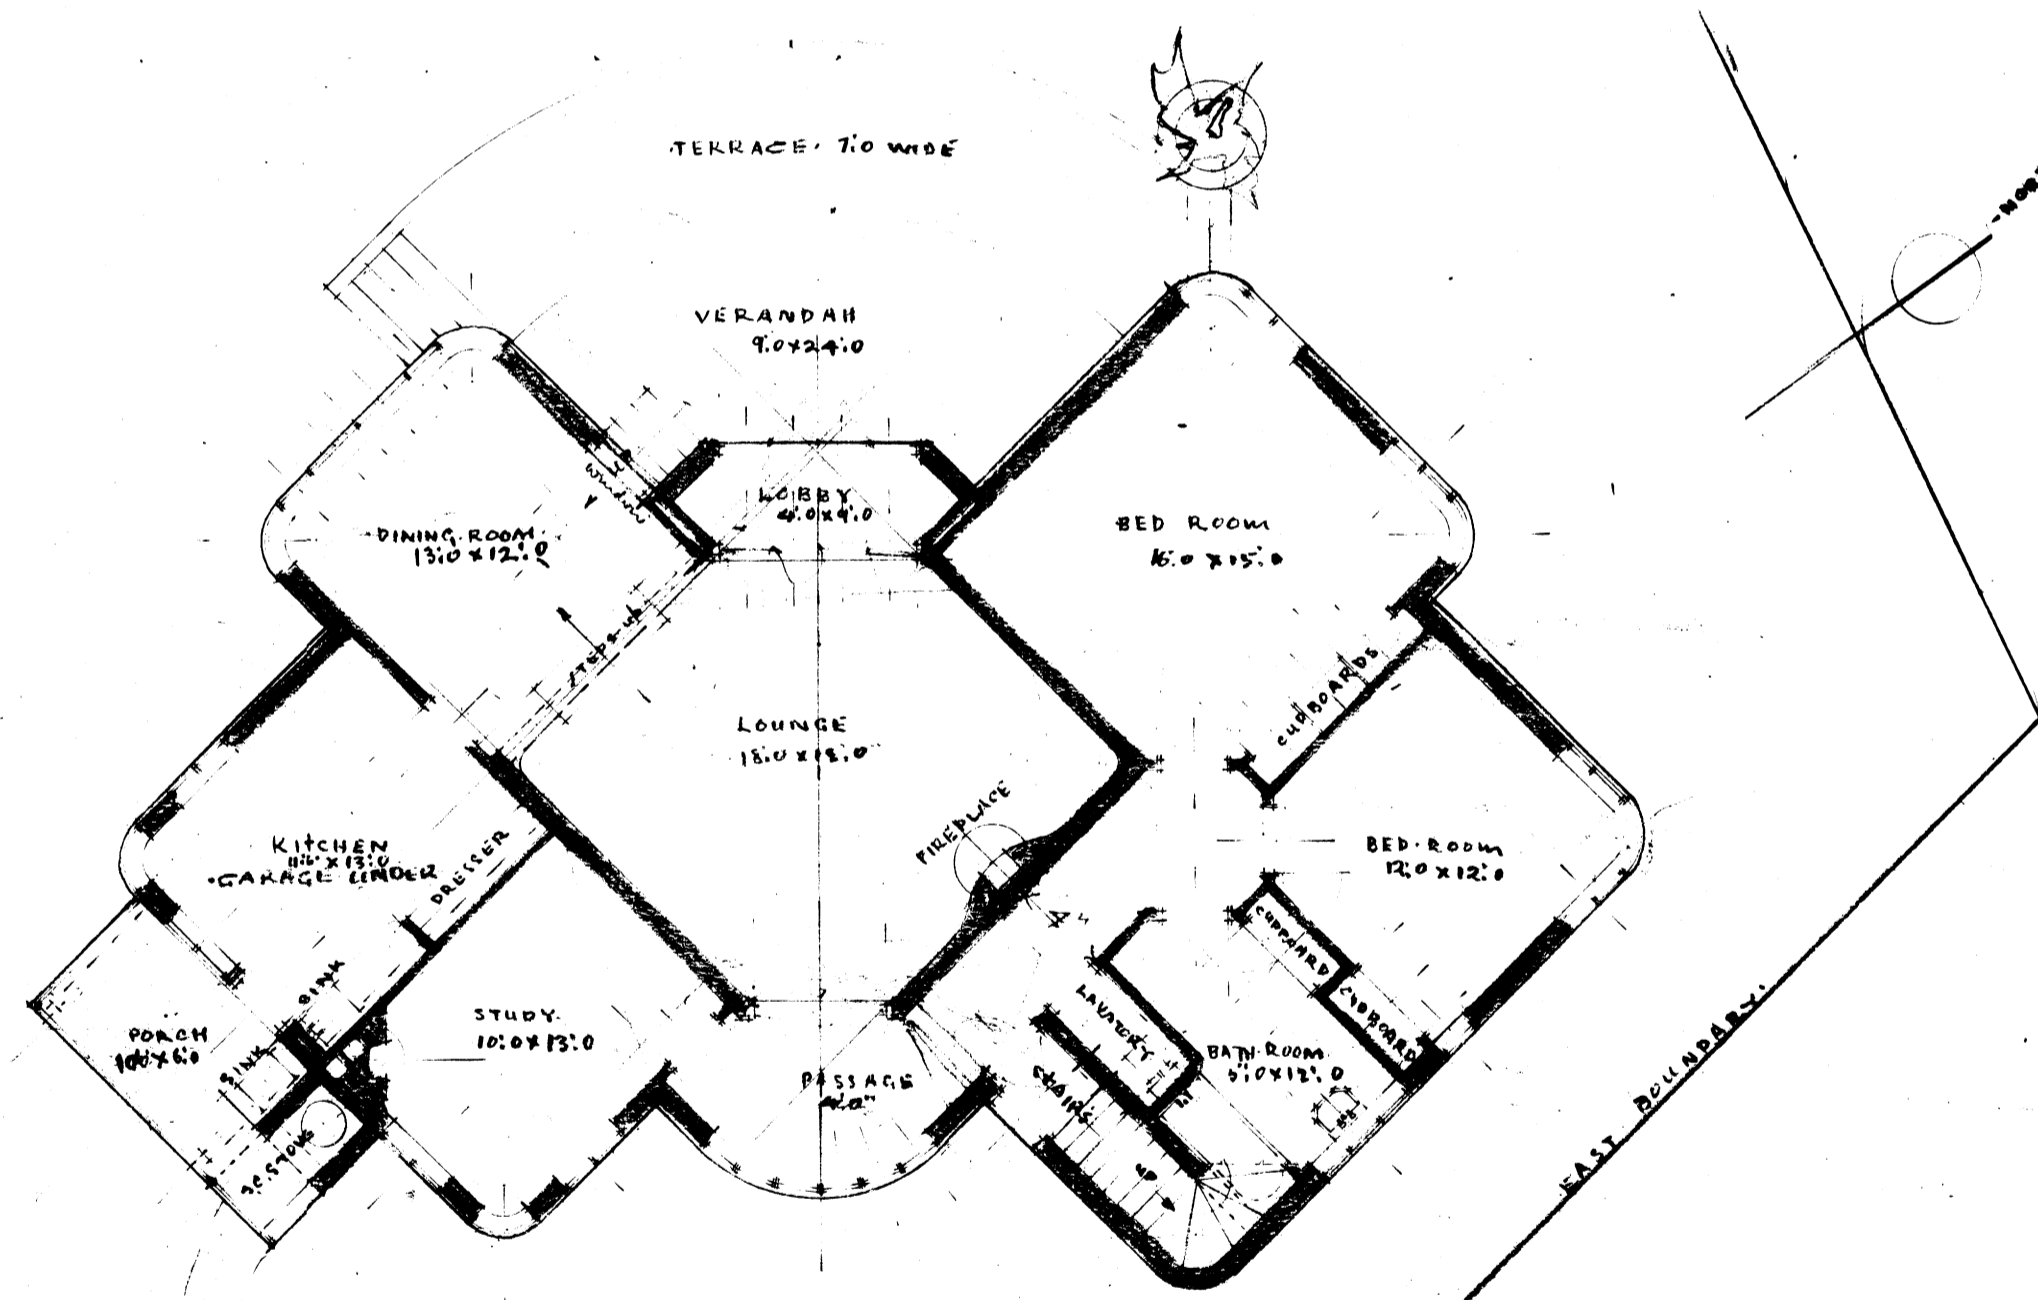 TERRACE. 7'.0 WIDE
VERANDAH
9'.0 x 24'.0
LOBBY
4'.0 x 9'.0
window
DINING. ROOM.
13'.0 x 12'.0
BED ROOM
16'.0 x 15'.0
STEPS UP
CUPBOARDS
LOUNGE
18'.0 x 18'.0
FIREPLACE
KITCHEN
11'.6" x 13'.0
GARAGE UNDER
DRESSER
BED. ROOM
12'.0 x 12'.0
CUPBOARD
CUPBOARD
SINK
STUDY.
10'.0 x 13'.0
PORCH
SINK
LAVATORY
BATH. ROOM.
5'.0 x 12'.0
STAIRS
UP
PASSAGE
4'.0"
EAST BOUNDARY.